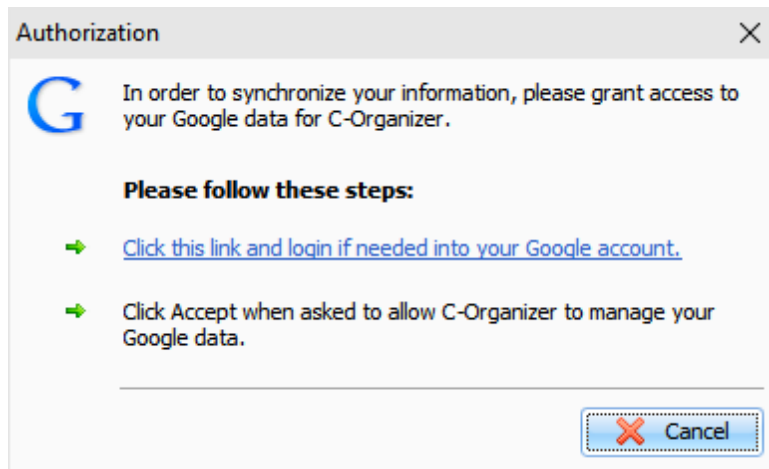 Authorization
G
In order to synchronize your information, please grant access to
your Google data for C-Organizer.
Please follow these steps:
Click this link and login if needed into your Google account.
Click Accept when asked to allow C-Organizer to manage your
Google data.
Cancel